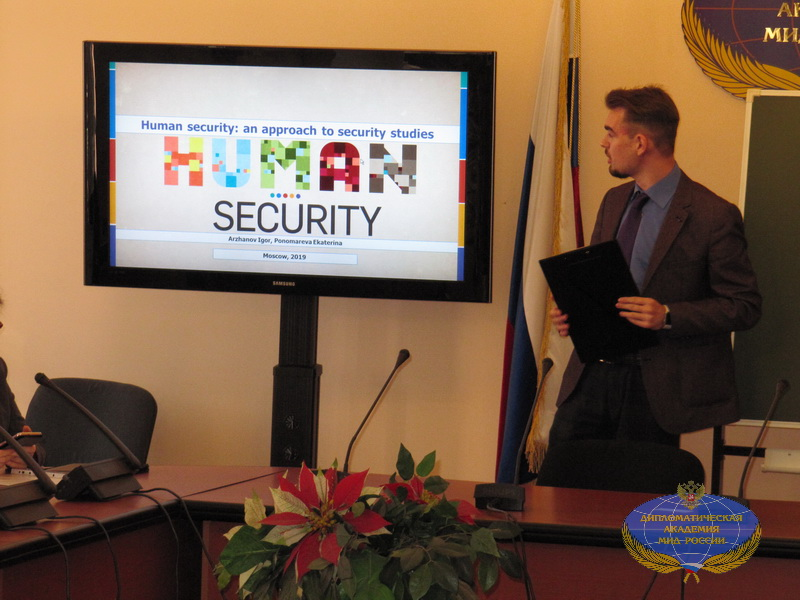 Human security: an approach to security studies
HUMAN
SECURITY
Arzhanov Igor, Ponomareva Ekaterina
Moscow, 2019
SAMSUNG
МИД
ДИПЛОМАТИЧЕСКАЯ
АКАДЕМИЯ
МИД РОССИИ